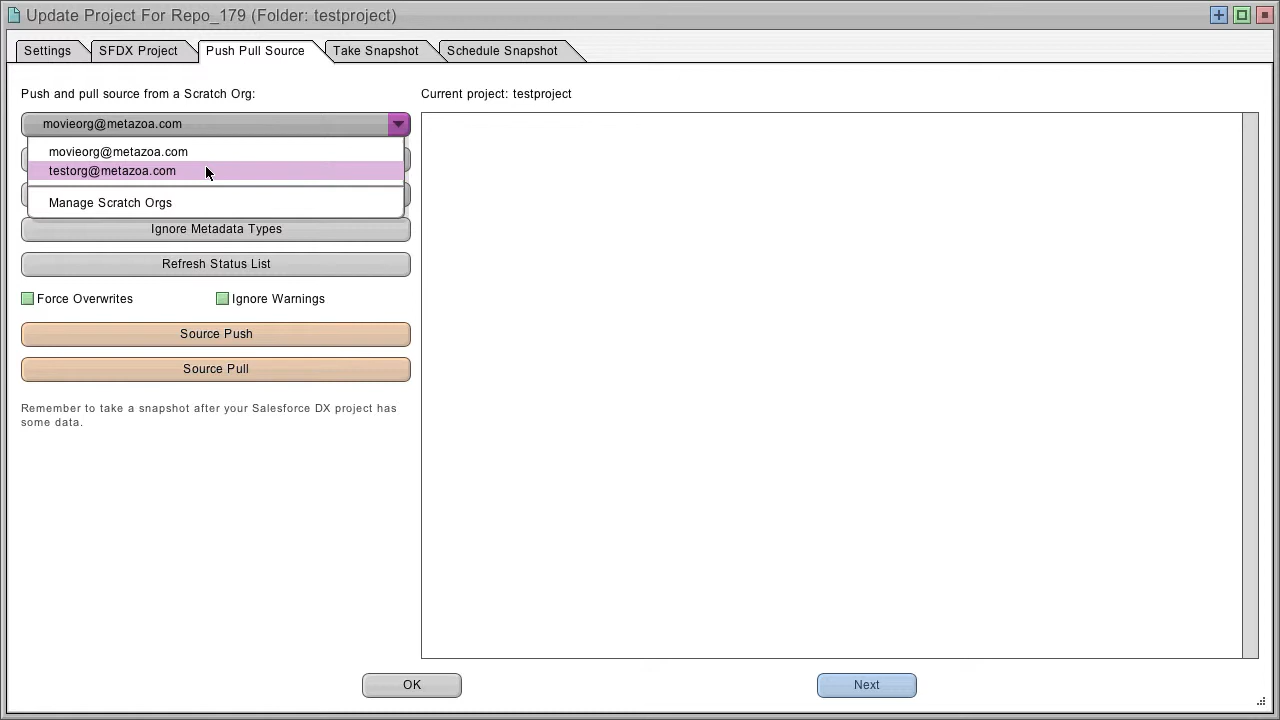 Update Project For Repo_179 (Folder: testproject)
Settings
SFDX Project
Push Pull Source
Take Snapshot
Schedule Snapshot
Push and pull source from a Scratch Org:
Current project: testproject
movieorg@metazoa.com
movieorg@metazoa.com
testorg@metazoa.com
Manage Scratch Orgs
Ignore Metadata Types
Refresh Status List
Force Overwrites
Ignore Warnings
Source Push
Source Pull
Remember to take a snapshot after your Salesforce DX project has
some data.
OK
Next